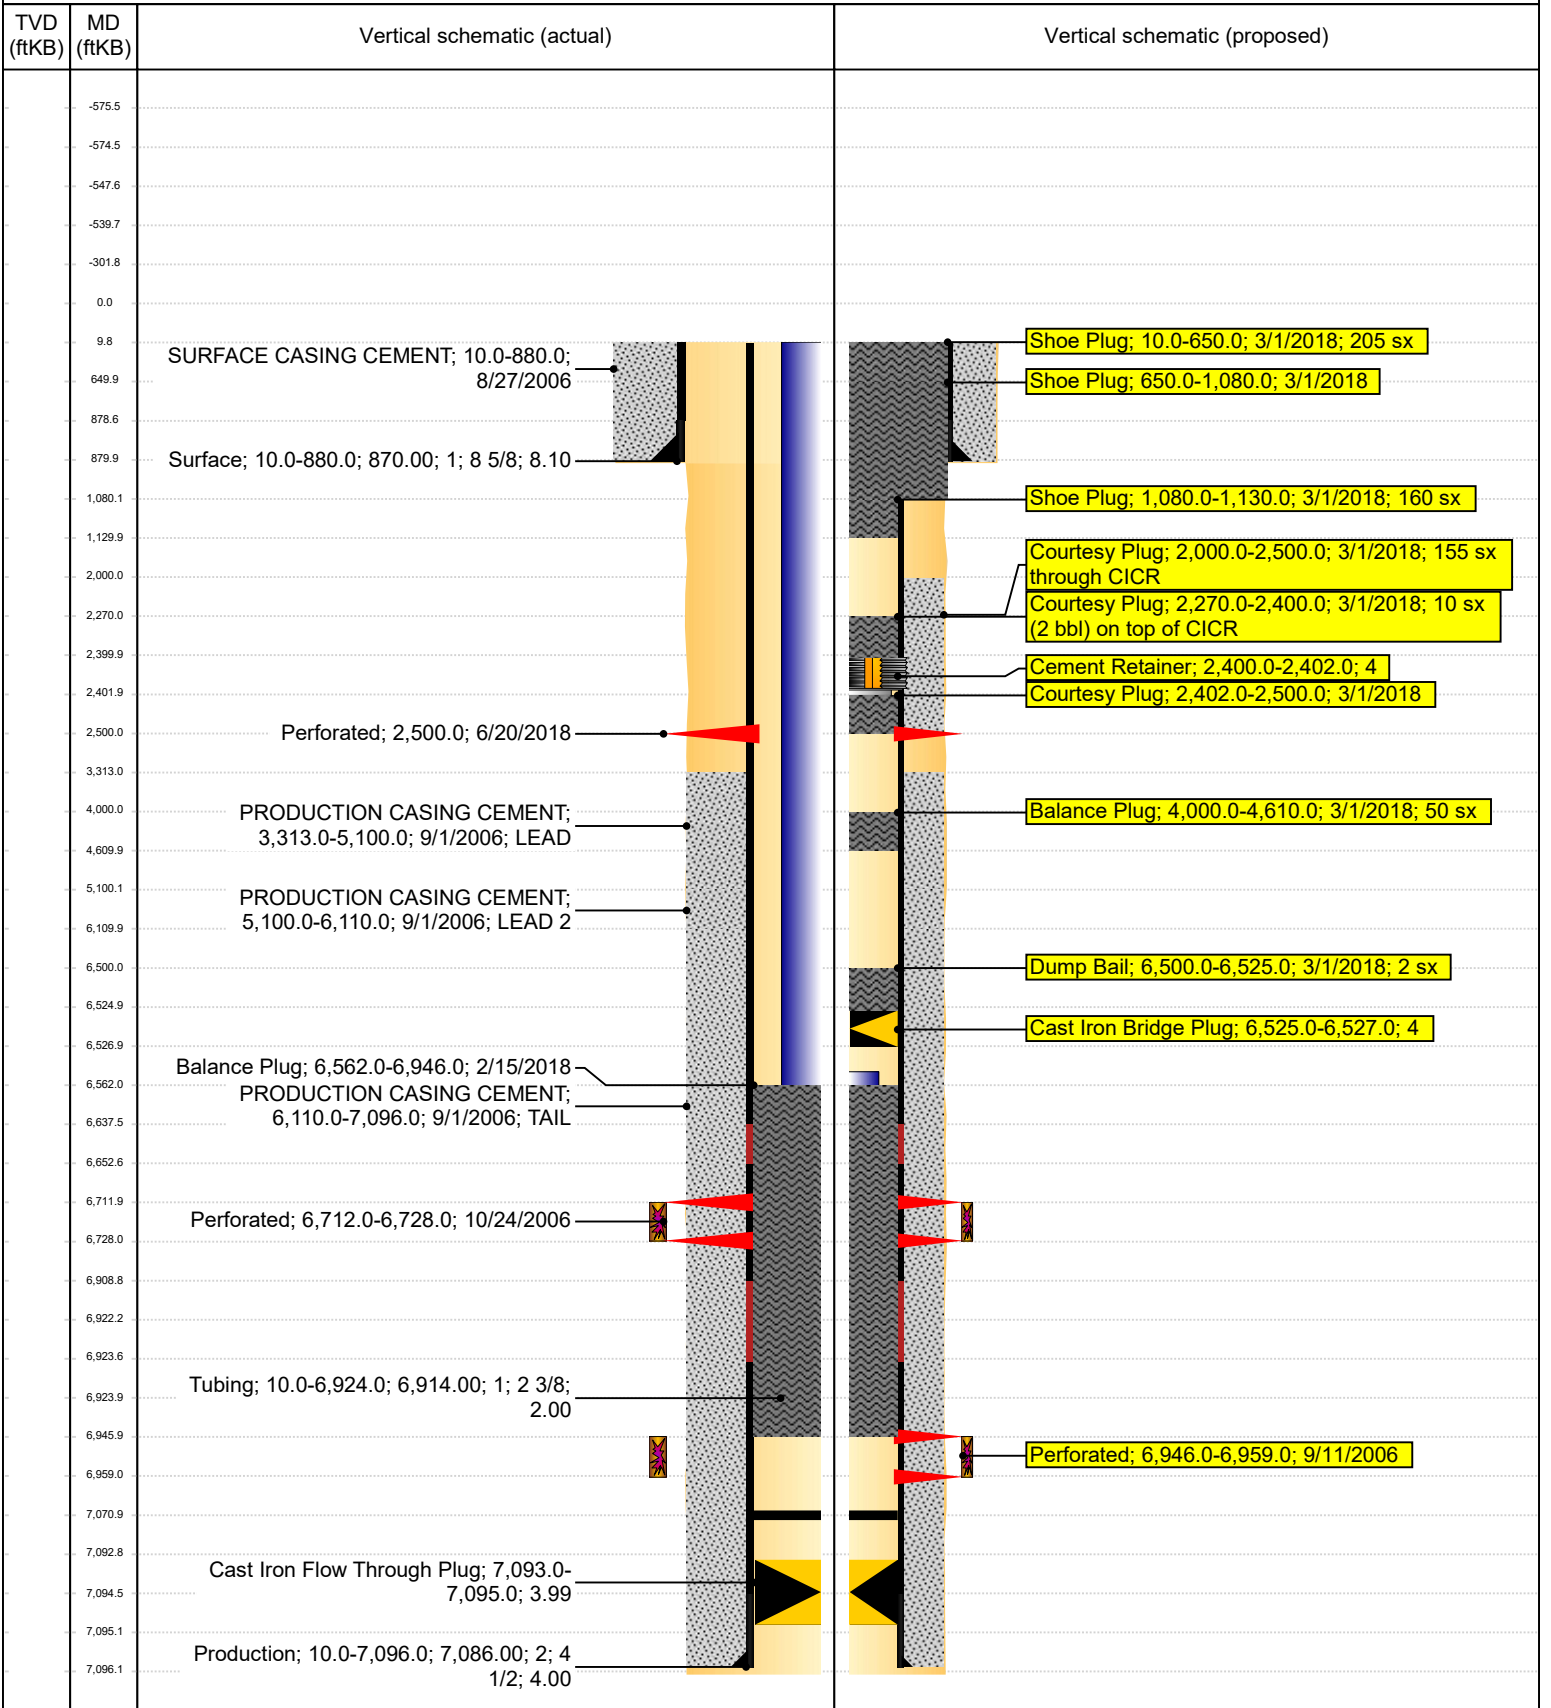 TVD
(ftKB)
MD
(ftKB)
Vertical schematic (actual)
Vertical schematic (proposed)
-575.5
-574.5
-547.6
-539.7
-301.8
0.0
9.8
649.9
878.6
879.9
1,080.1
1,129.9
2,000.0
2,270.0
2,399.9
2,401.9
2,500.0
3,313.0
4,000.0
4,609.9
5,100.1
6,109.9
6,500.0
6,524.9
6,526.9
6,562.0
6,637.5
6,652.6
6,711.9
6,728.0
6,908.8
6,922.2
6,923.6
6,923.9
6,945.9
6,959.0
7,070.9
7,092.8
7,094.5
7,095.1
7,096.1
SURFACE CASING CEMENT; 10.0-880.0;
8/27/2006
Surface; 10.0-880.0; 870.00; 1; 8 5/8; 8.10
Perforated; 2,500.0; 6/20/2018
PRODUCTION CASING CEMENT;
3,313.0-5,100.0; 9/1/2006; LEAD
PRODUCTION CASING CEMENT;
5,100.0-6,110.0; 9/1/2006; LEAD 2
Balance Plug; 6,562.0-6,946.0; 2/15/2018
PRODUCTION CASING CEMENT;
6,110.0-7,096.0; 9/1/2006; TAIL
Perforated; 6,712.0-6,728.0; 10/24/2006
Tubing; 10.0-6,924.0; 6,914.00; 1; 2 3/8;
2.00
Cast Iron Flow Through Plug; 7,093.0-
7,095.0; 3.99
Production; 10.0-7,096.0; 7,086.00; 2; 4
1/2; 4.00
Shoe Plug; 10.0-650.0; 3/1/2018; 205 sx
Shoe Plug; 650.0-1,080.0; 3/1/2018
Shoe Plug; 1,080.0-1,130.0; 3/1/2018; 160 sx
Courtesy Plug; 2,000.0-2,500.0; 3/1/2018; 155 sx
through CICR
Courtesy Plug; 2,270.0-2,400.0; 3/1/2018; 10 sx
(2 bbl) on top of CICR
Cement Retainer; 2,400.0-2,402.0; 4
Courtesy Plug; 2,402.0-2,500.0; 3/1/2018
Balance Plug; 4,000.0-4,610.0; 3/1/2018; 50 sx
Dump Bail; 6,500.0-6,525.0; 3/1/2018; 2 sx
Cast Iron Bridge Plug; 6,525.0-6,527.0; 4
Perforated; 6,946.0-6,959.0; 9/11/2006